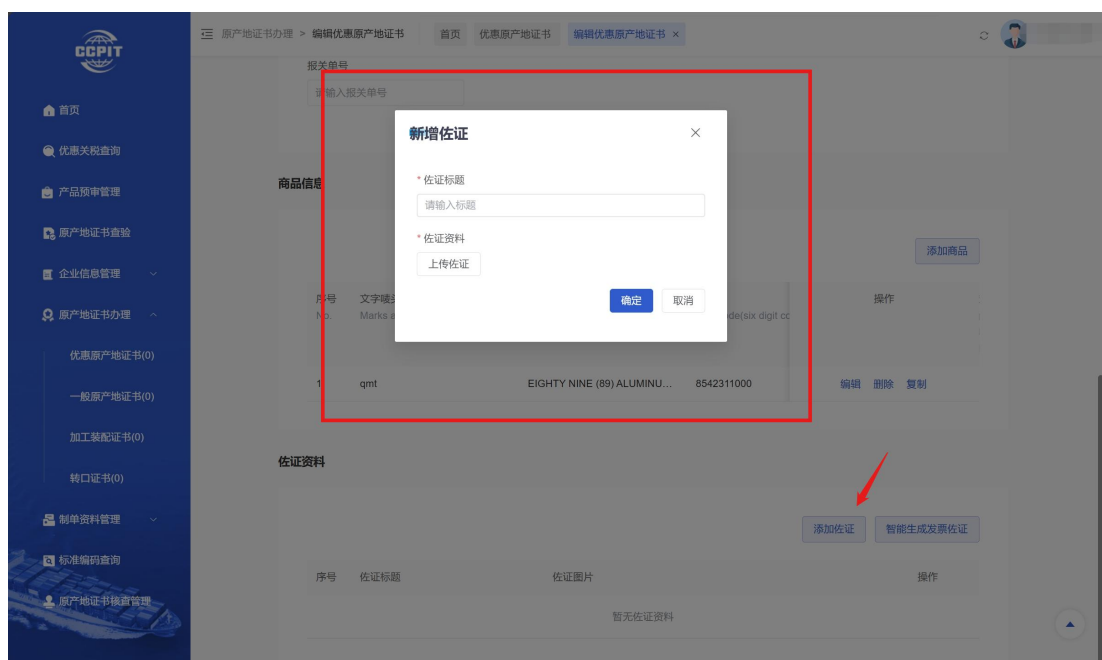 CCPIT
原产地证书办理 > 编辑优惠原产地证书 首页 优惠原产地证书 编辑优惠原产地证书 ×
首页
优惠关税查询
产品预审管理
原产地证书查验
企业信息管理
原产地证书办理
优惠原产地证书(0)
一般原产地证书(0)
加工装配证书(0)
转口证书(0)
制单资料管理
标准编码查询
原产地证书核查管理
报关单号
请输入报关单号
新增佐证
* 佐证标题
请输入标题
* 佐证资料
上传佐证
确定 取消
商品信息
添加商品
序号 文字唛头 操作
No. Marks a de(six digit co
1 qmt EIGHTY NINE (89) ALUMINU... 8542311000 编辑 删除 复制
佐证资料
添加佐证 智能生成发票佐证
序号 佐证标题 佐证图片 操作
暂无佐证资料